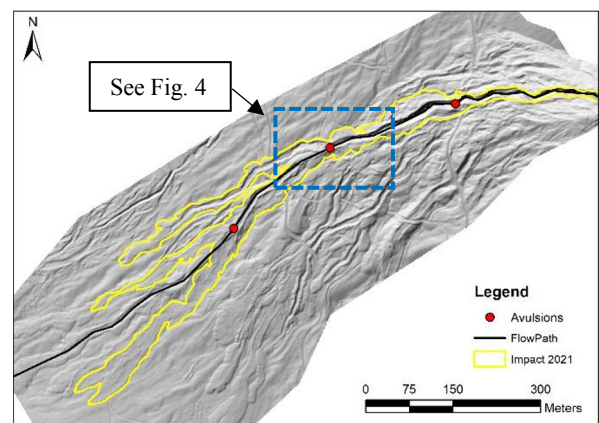 N
See Fig. 4
Legend
Avulsions
FlowPath
Impact 2021
0 75 150 300
Meters